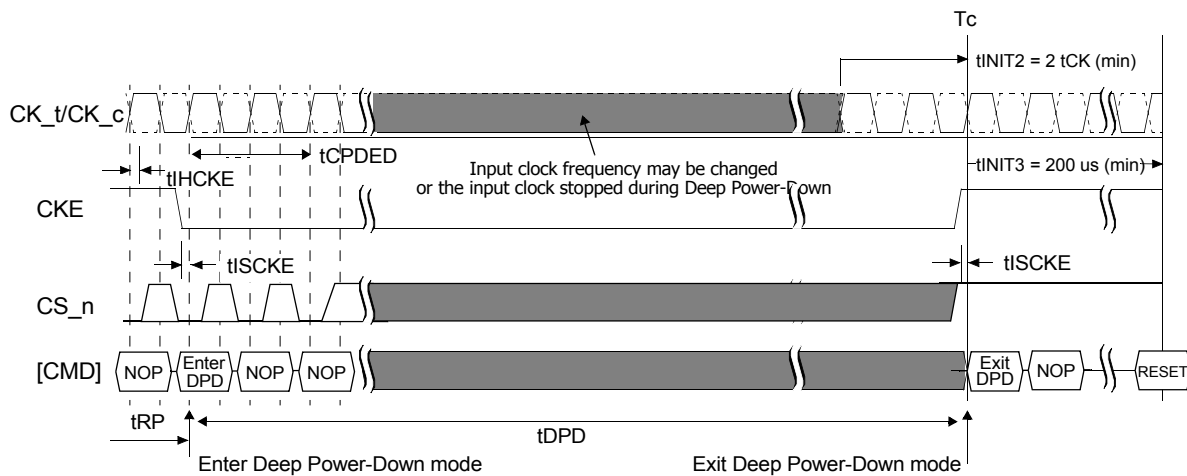 Tc
tINIT2 = 2 tCK (min)
CK_t/CK_c
tCPDED
Input clock frequency may be changed
or the input clock stopped during Deep Power-Down
tINIT3 = 200 us (min)
tIHCKE
CKE
tISCKE
tISCKE
CS_n
[CMD]
NOP
Enter
DPD
NOP
NOP
Exit
DPD
NOP
RESET
tRP
tDPD
Enter Deep Power-Down mode
Exit Deep Power-Down mode